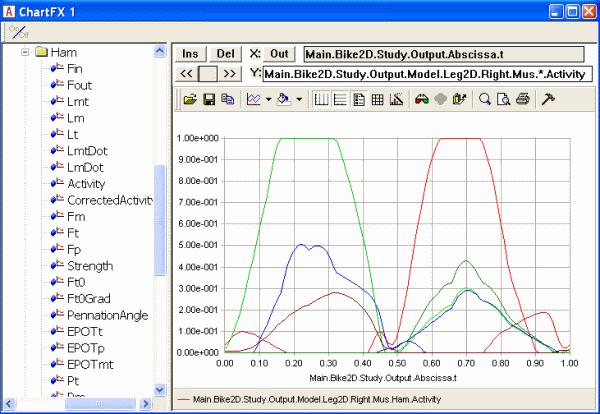 ChartFX 1
On/Off
Ham
Fin
Fout
Lmt
Lm
Lt
LmtDot
LmDot
Activity
CorrectedActivity
Fm
Ft
Fp
Strength
Ft0
Ft0Grad
PennationAngle
EPOTt
EPOTp
EPOTmt
Pt
Ins Del X: Out Main.Bike2D.Study.Output.Abscissa.t
<< >> Y: Main.Bike2D.Study.Output.Model.Leg2D.Right.Mus.*.Activity
1.00e+000
9.00e-001
8.00e-001
7.00e-001
6.00e-001
5.00e-001
4.00e-001
3.00e-001
2.00e-001
1.00e-001
0.00e+000
0.00 0.10 0.20 0.30 0.40 0.50 0.60 0.70 0.80 0.90 1.00
Main.Bike2D.Study.Output.Abscissa.t
Main.Bike2D.Study.Output.Model.Leg2D.Right.Mus.Ham.Activity